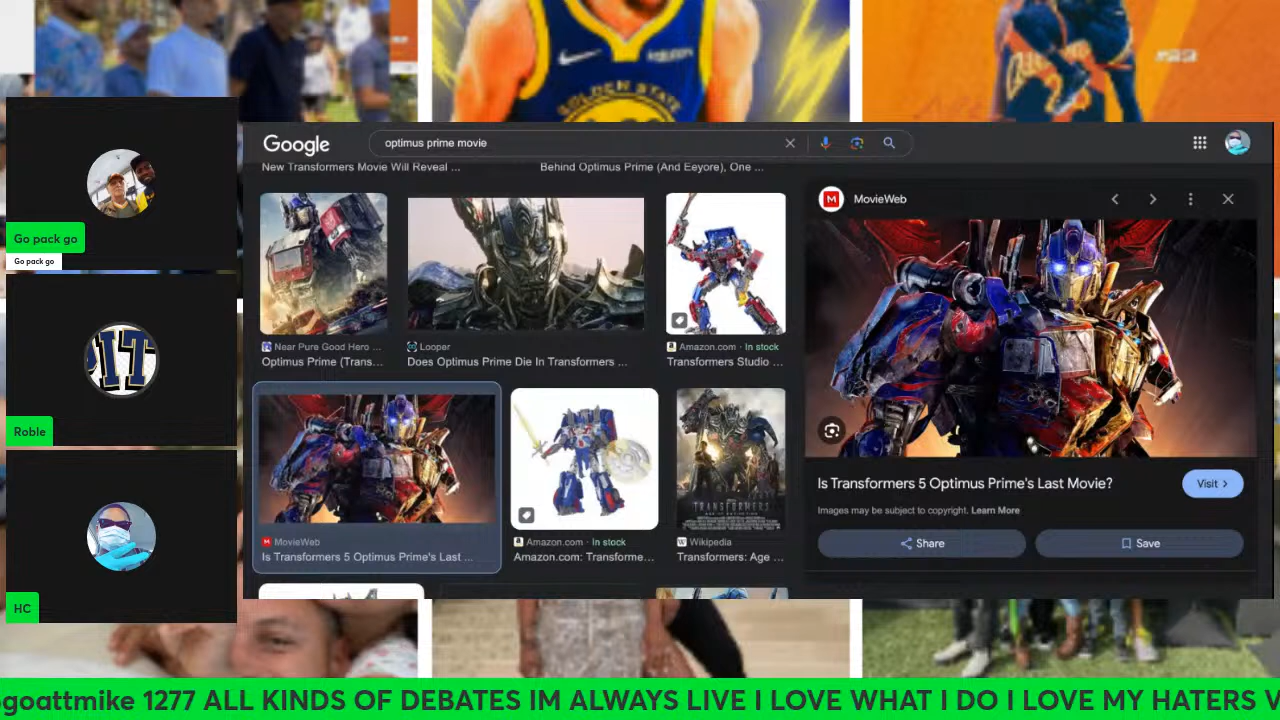 GOLDEN STATE
Google
optimus prime movie
New Transformers Movie Will Reveal ...
Behind Optimus Prime (And Eeyore), One ...
M
MovieWeb
Go pack go
Go pack go
Near Pure Good Hero ...
Optimus Prime (Trans...
Looper
Does Optimus Prime Die In Transformers ...
Amazon.com · In stock
Transformers Studio ...
IT
Roble
TRANSFORMERS
Is Transformers 5 Optimus Prime's Last Movie?
Visit
Images may be subject to copyright. Learn More
Share
Save
MovieWeb
Is Transformers 5 Optimus Prime's Last ...
Amazon.com · In stock
Amazon.com: Transforme...
W Wikipedia
Transformers: Age ...
HC
goattmike 1277 ALL KINDS OF DEBATES IM ALWAYS LIVE I LOVE WHAT I DO I LOVE MY HATERS V